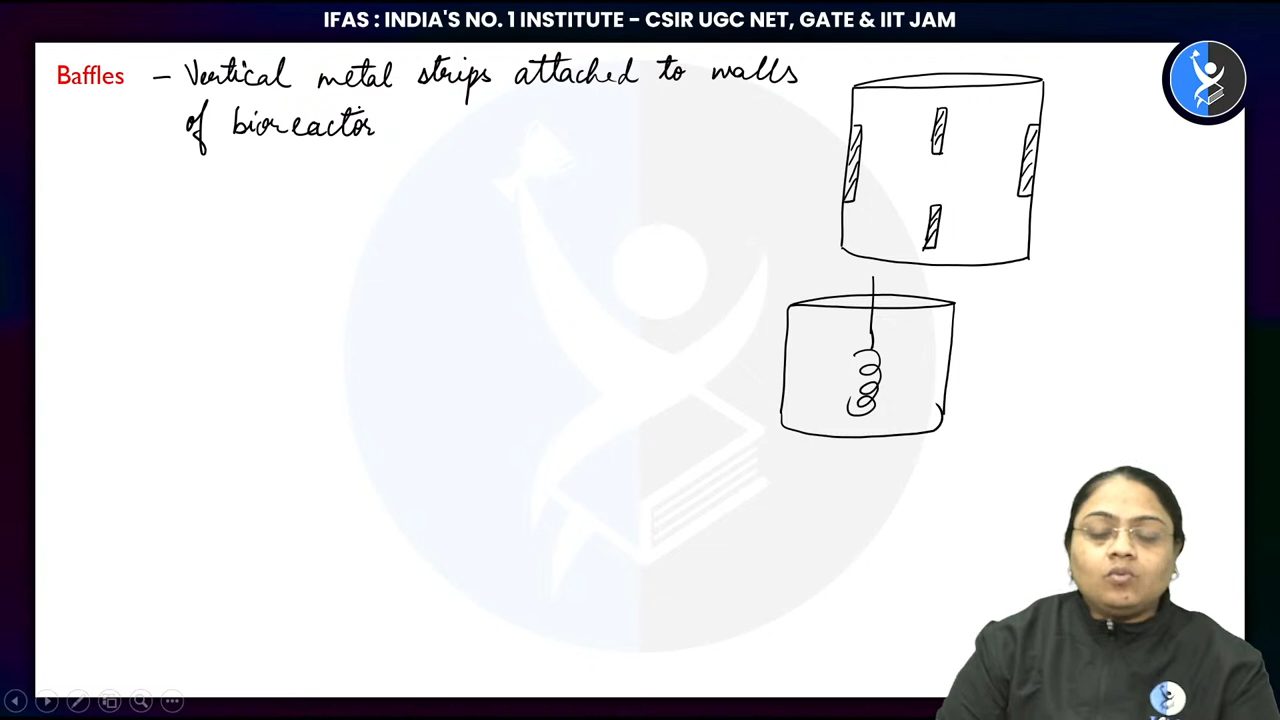 IFAS : INDIA'S NO. 1 INSTITUTE - CSIR UGC NET, GATE & IIT JAM
Baffles - Vertical metal strips attached to walls
of bioreactor